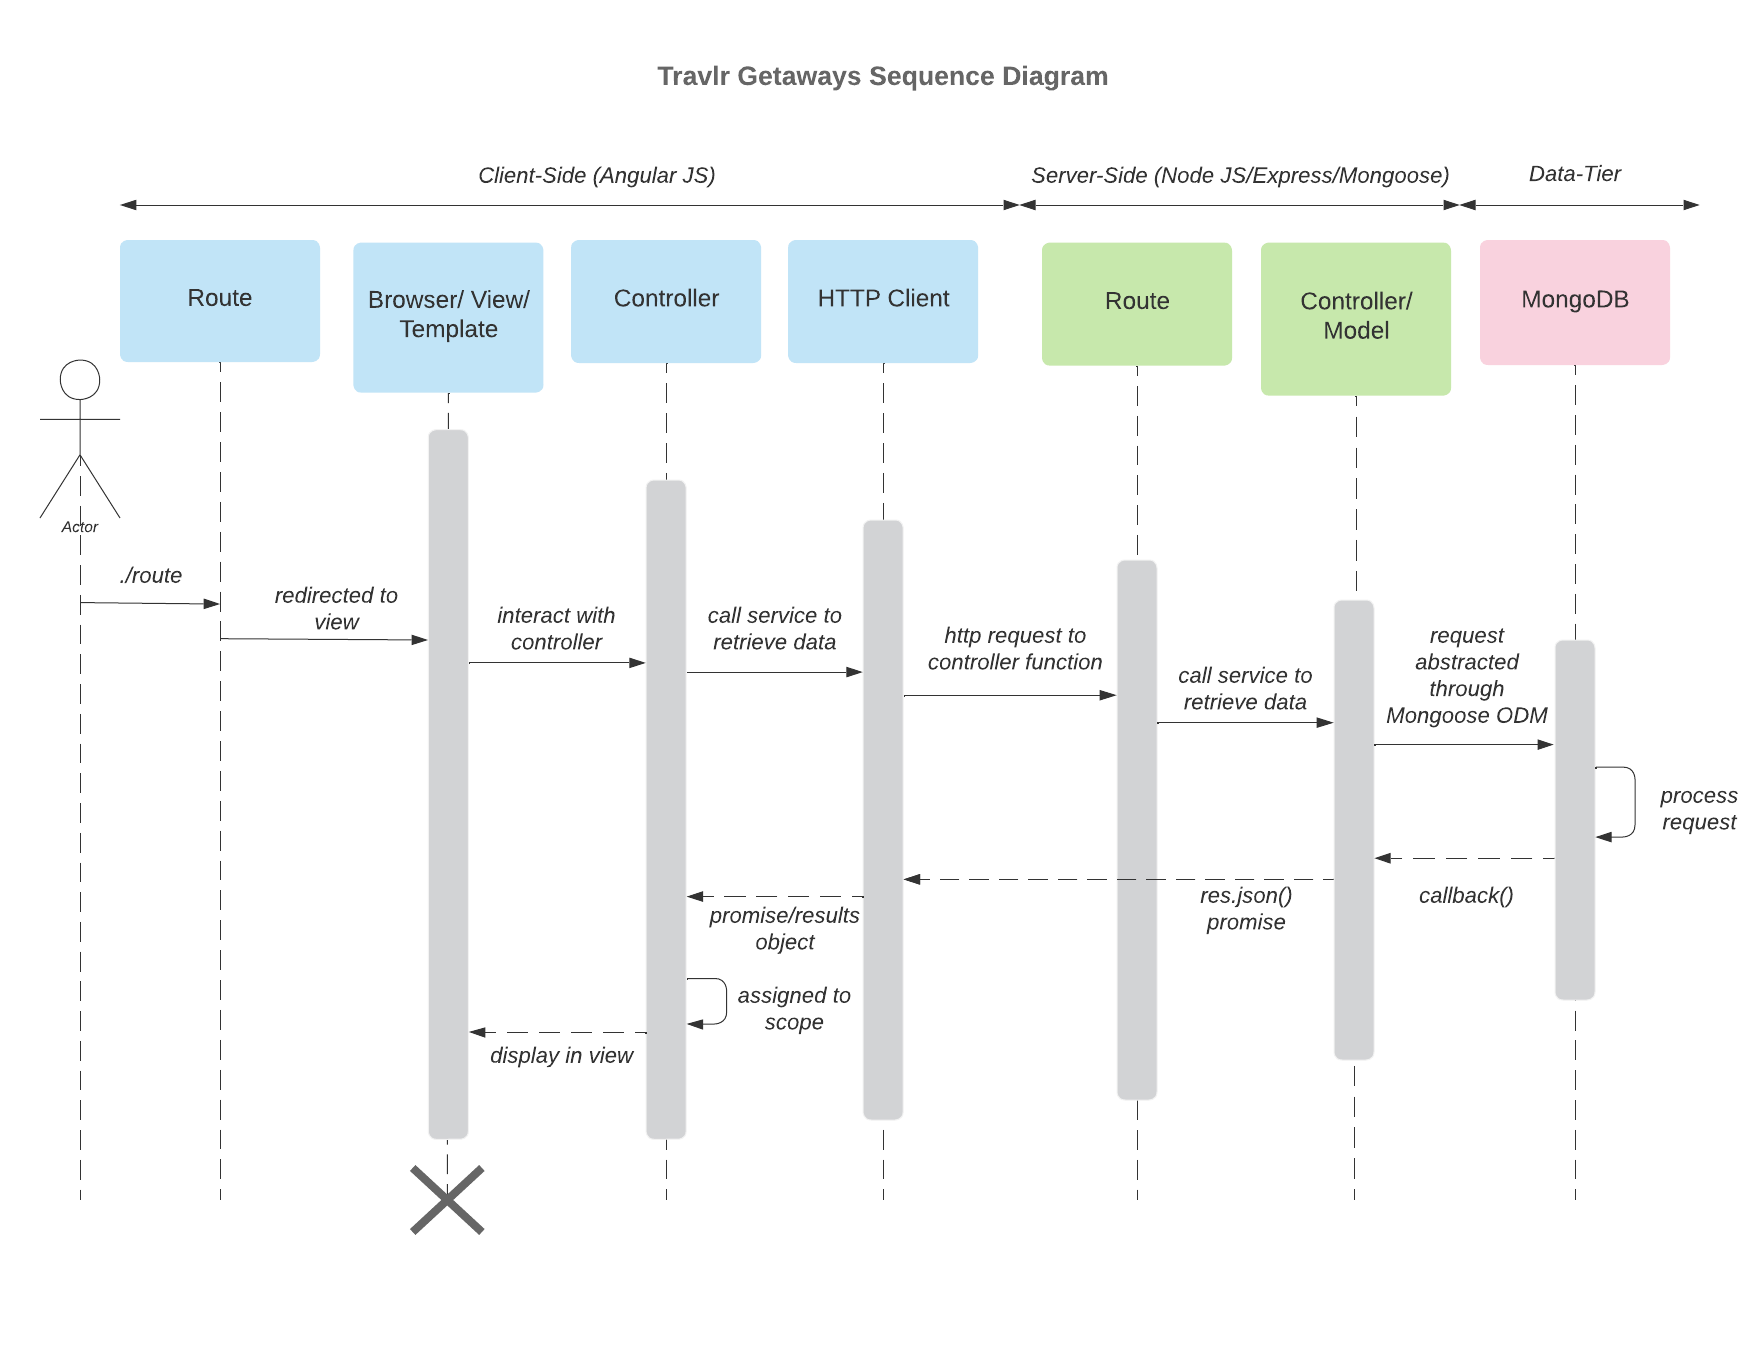 Travlr Getaways Sequence Diagram
Client-Side (Angular JS)
Server-Side (Node JS/Express/Mongoose)
Data-Tier
Route
Browser/ View/
Template
Controller
HTTP Client
Route
Controller/
Model
MongoDB
Actor
./route
redirected to
view
interact with
controller
call service to
retrieve data
http request to
controller function
call service to
retrieve data
request
abstracted
through
Mongoose ODM
process
request
callback()
res.json()
promise
promise/results
object
assigned to
scope
display in view